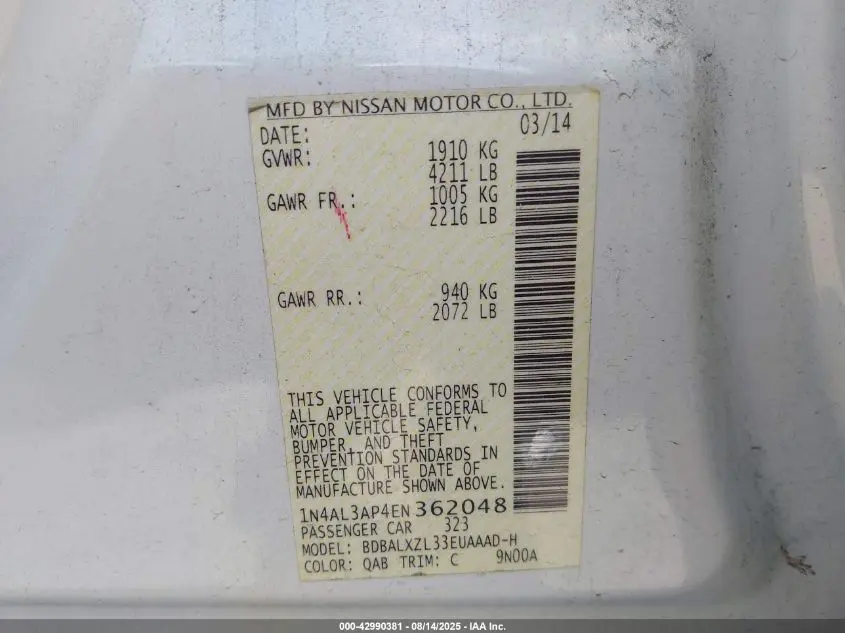 MFD BY NISSAN MOTOR CO., LTD.
DATE: 03/14
GVWR: 1910 KG
4211 LB
GAWR FR.: 1005 KG
2216 LB
GAWR RR.: 940 KG
2072 LB
THIS VEHICLE CONFORMS TO
ALL APPLICABLE FEDERAL
MOTOR VEHICLE SAFETY,
BUMPER, AND THEFT
PREVENTION STANDARDS IN
EFFECT ON THE DATE OF
MANUFACTURE SHOWN ABOVE.
1N4AL3AP4EN362048
PASSENGER CAR 323
MODEL: BDBALXZL33EUAAAD-H
COLOR: QAB TRIM: C 9N00A
000-42990381 - 08/14/2025 - IAA Inc.